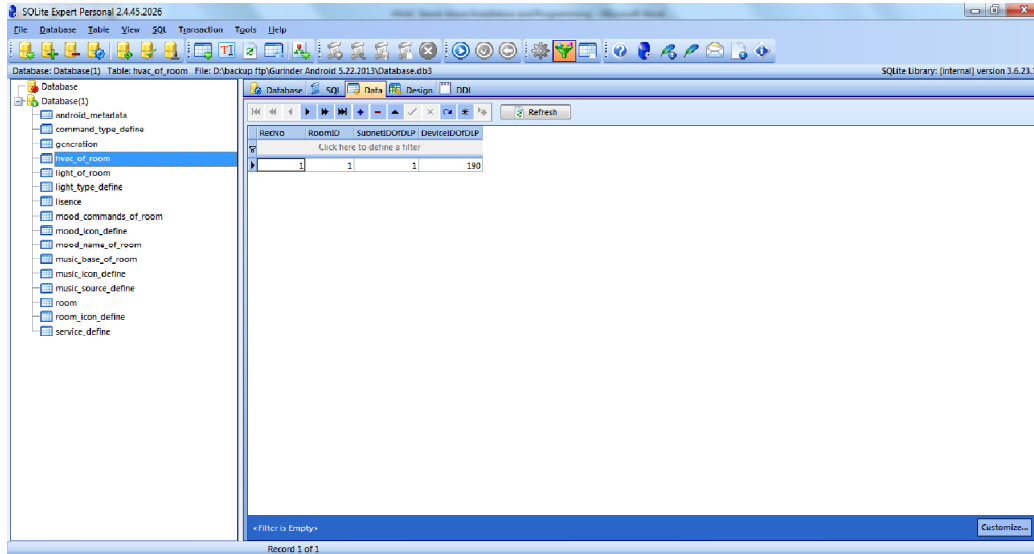 SQLite Expert Personal 2.4.45.2026
File Database Table View SQL Transaction Tools Help
Database: Database(1) Table: hvac_of_room File: D:\backup ftp\Gurinder Android 5.22.2013\Database.db3
SQLite Library: [internal] version 3.6.23.1
Database
Database(1)
android_metadata
command_type_define
generation
hvac_of_room
light_of_room
light_type_define
lisence
mood_commands_of_room
mood_icon_define
mood_name_of_room
music_base_of_room
music_icon_define
music_source_define
room
room_icon_define
service_define
Database SQL Data Design DDL
Refresh
RecNo RoomID SubnetIDOfDLP DeviceIDOfDLP
Click here to define a filter
1 1 1 190
<Filter is Empty>
Customize...
Record 1 of 1